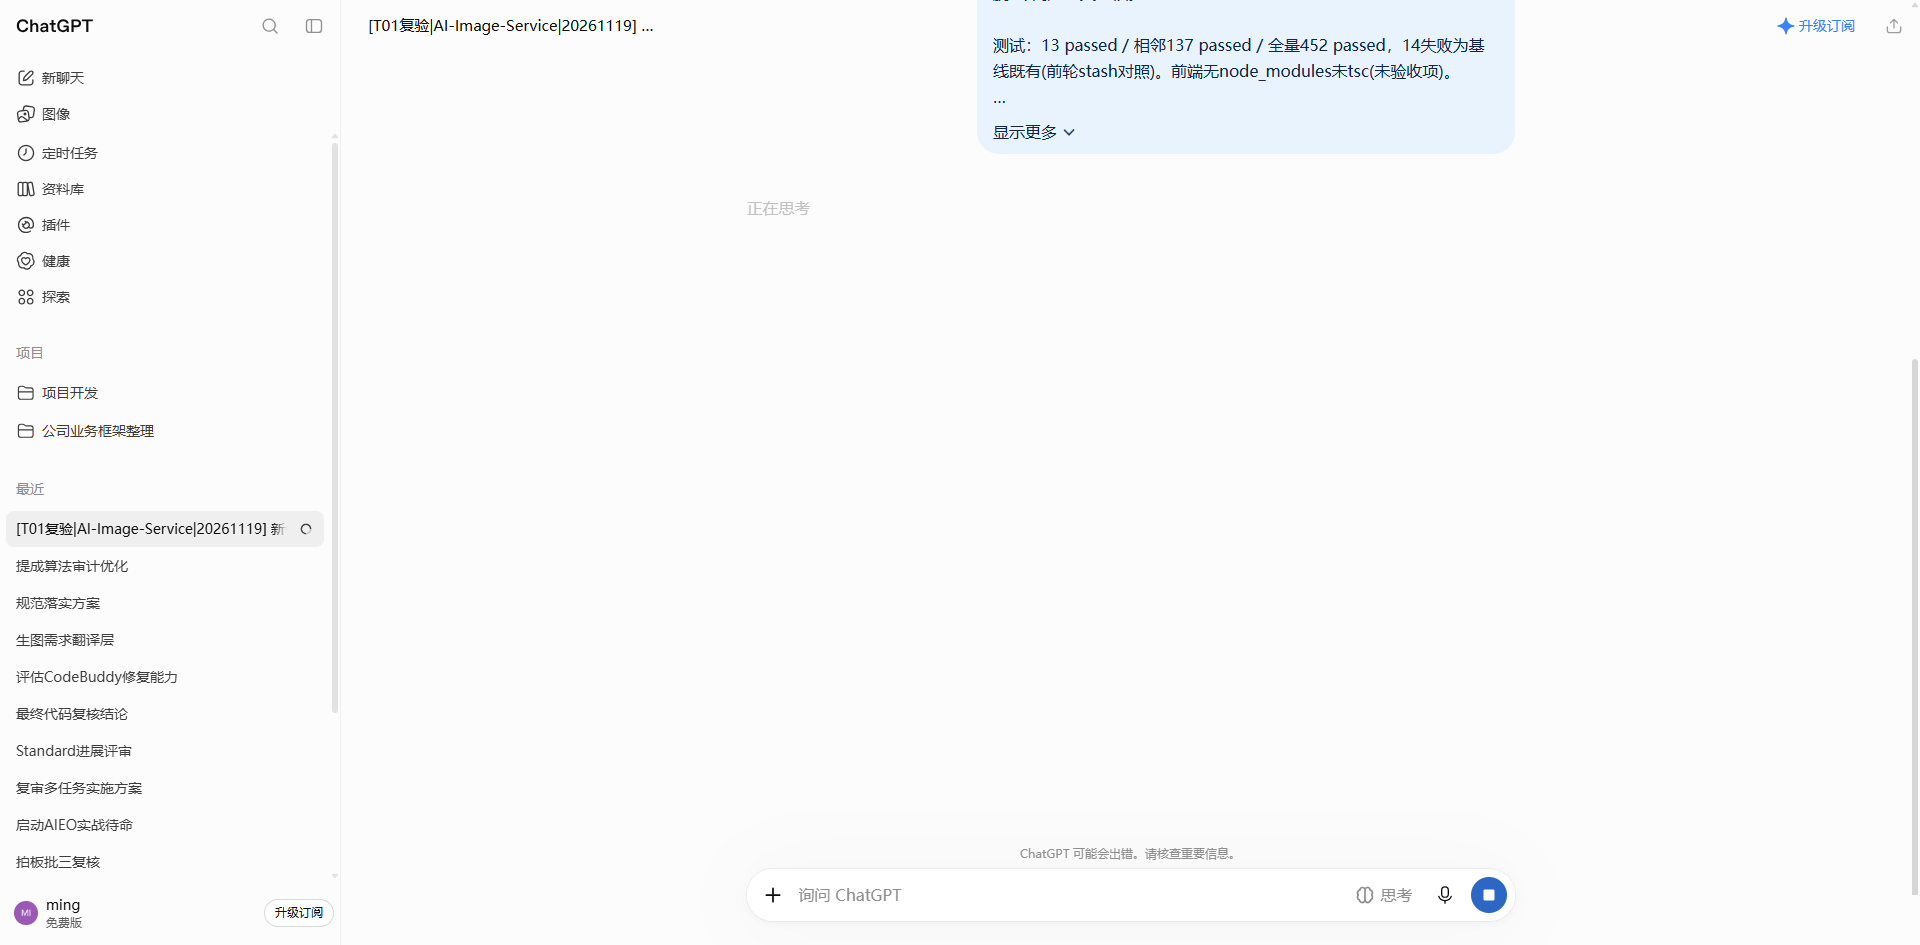 ChatGPT
新聊天
图像
定时任务
资料库
插件
健康
探索
项目
项目开发
公司业务框架整理
最近
[T01复验|AI-Image-Service|20261119] 新
提成算法审计优化
规范落实方案
生图需求翻译层
评估CodeBuddy修复能力
最终代码复核结论
Standard进展评审
复审多任务实施方案
启动AIEO实战待命
拍板批三复核
MI
ming
免费版
升级订阅
[T01复验|AI-Image-Service|20261119] ...
升级订阅
测试：13 passed / 相邻137 passed / 全量452 passed，14失败为基
线既有(前轮stash对照)。前端无node_modules未tsc(未验收项)。
...
显示更多
正在思考
ChatGPT 可能会出错。请核查重要信息。
询问 ChatGPT
思考